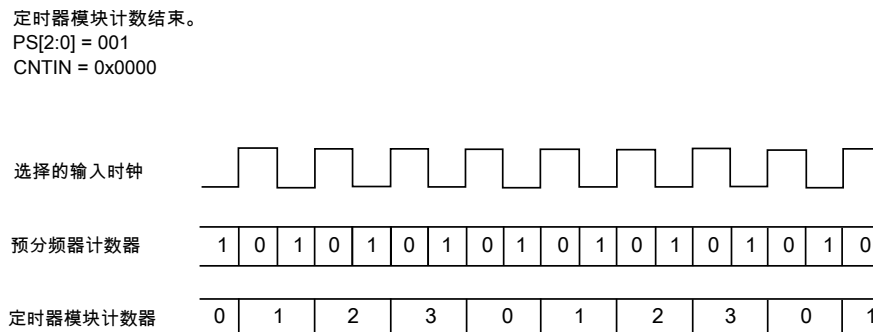 定时器模块计数结束。
PS[2:0] = 001
CNTIN = 0x0000
选择的输入时钟
预分频器计数器 1 0 1 0 1 0 1 0 1 0 1 0 1 0 1 0 1 0
定时器模块计数器 0 1 2 3 0 1 2 3 0 1